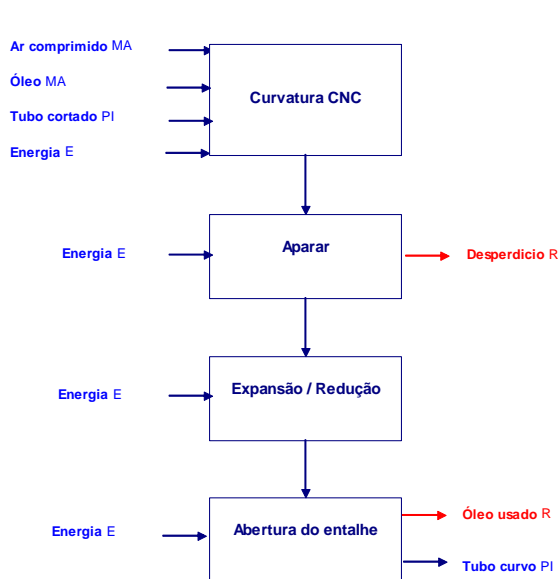 Ar comprimido MA
Óleo MA
Curvatura CNC
Tubo cortado PI
Energia E
Aparar
Energia E
Desperdicio R
Expansão / Redução
Energia E
Óleo usado R
Abertura do entalhe
Energia E
Tubo curvo PI